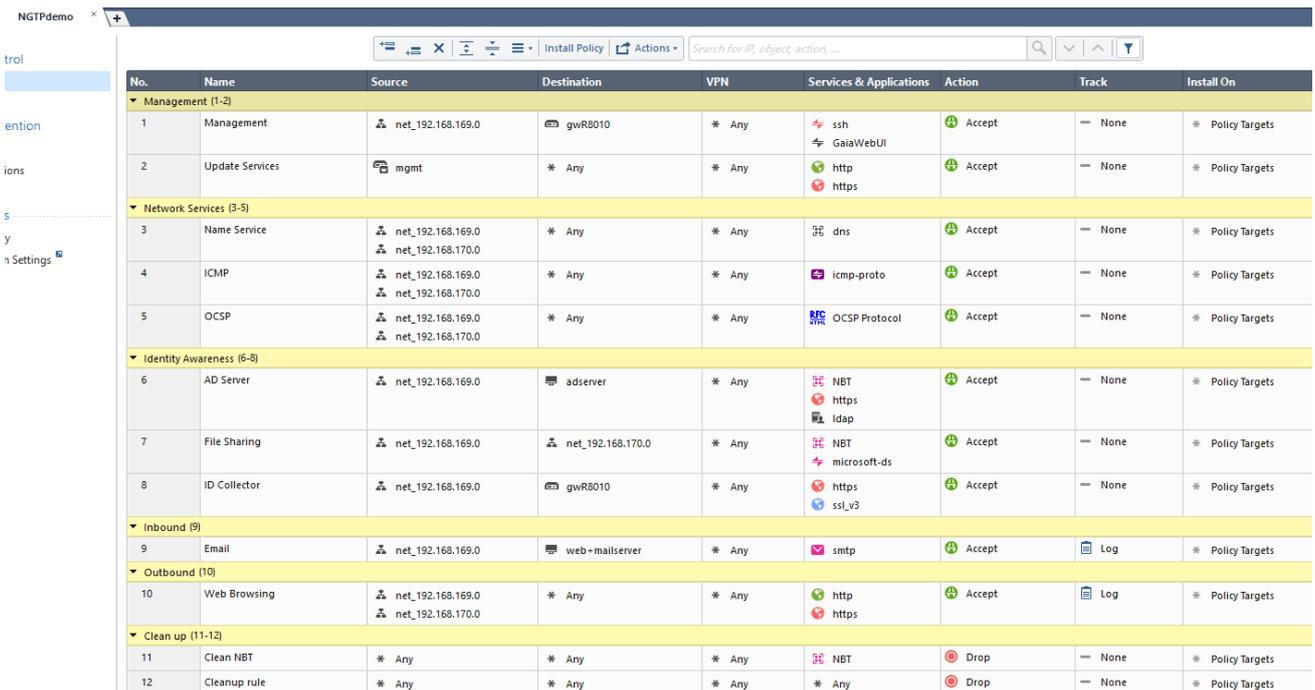 NGTPdemo × +
trol
ention
ions
s
y
n Settings
Install Policy Actions Search for IP, object, action, ...
No. Name Source Destination VPN Services & Applications Action Track Install On
Management (1-2)
1 Management net_192.168.169.0 gwR8010 * Any ssh Accept — None * Policy Targets
GaiaWebUI
2 Update Services mgmt * Any * Any http Accept — None * Policy Targets
https
Network Services (3-5)
3 Name Service net_192.168.169.0 * Any * Any dns Accept — None * Policy Targets
net_192.168.170.0
4 ICMP net_192.168.169.0 * Any * Any icmp-proto Accept — None * Policy Targets
net_192.168.170.0
5 OCSP net_192.168.169.0 * Any * Any RFC HTML OCSP Protocol Accept — None * Policy Targets
net_192.168.170.0
Identity Awareness (6-8)
6 AD Server net_192.168.169.0 adserver * Any NBT Accept — None * Policy Targets
https
ldap
7 File Sharing net_192.168.169.0 net_192.168.170.0 * Any NBT Accept — None * Policy Targets
microsoft-ds
8 ID Collector net_192.168.169.0 gwR8010 * Any https Accept — None * Policy Targets
ssl_v3
Inbound (9)
9 Email net_192.168.169.0 web+mailserver * Any smtp Accept Log * Policy Targets
Outbound (10)
10 Web Browsing net_192.168.169.0 * Any * Any http Accept Log * Policy Targets
net_192.168.170.0 https
Clean up (11-12)
11 Clean NBT * Any * Any * Any NBT Drop — None * Policy Targets
12 Cleanup rule * Any * Any * Any * Any Drop — None * Policy Targets